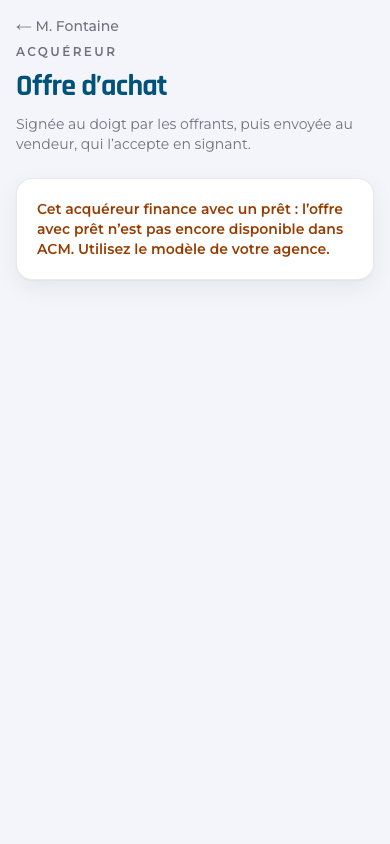 ← M. Fontaine
ACQUÉREUR
Offre d’achat
Signée au doigt par les offrants, puis envoyée au
vendeur, qui l’accepte en signant.
Cet acquéreur finance avec un prêt : l’offre
avec prêt n’est pas encore disponible dans
ACM. Utilisez le modèle de votre agence.